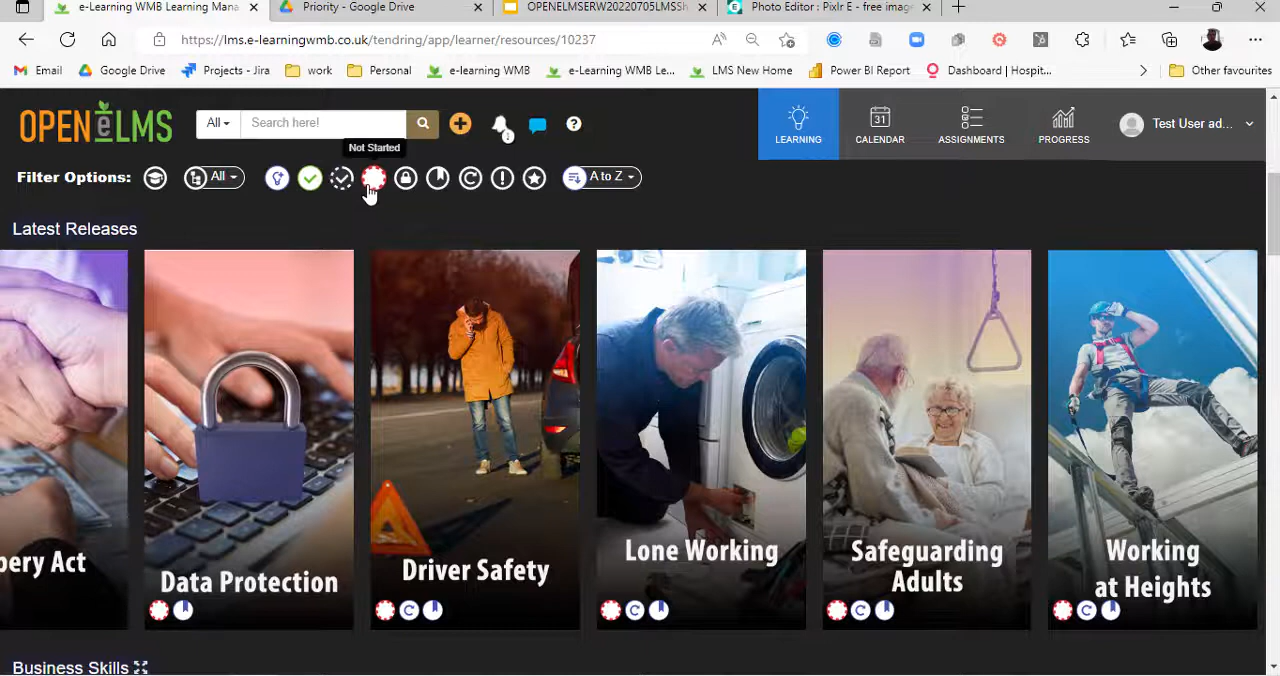 e-Learning WMB Learning Mana
Priority - Google Drive
OPENELMSERW20220705LMSSh
Photo Editor : Pixlr E - free imag
https://lms.e-learningwmb.co.uk/tendring/app/learner/resources/10237
Email
Google Drive
Projects - Jira
work
Personal
e-learning WMB
e-Learning WMB Le...
LMS New Home
Power BI Report
Dashboard | Hospit...
Other favourites
OPENeLMS
All
Search here!
LEARNING
31
CALENDAR
ASSIGNMENTS
PROGRESS
Test User ad...
Not Started
Filter Options:
All
A to Z
Latest Releases
bery Act
Data Protection
Driver Safety
Lone Working
Safeguarding
Adults
Working
at Heights
Business Skills